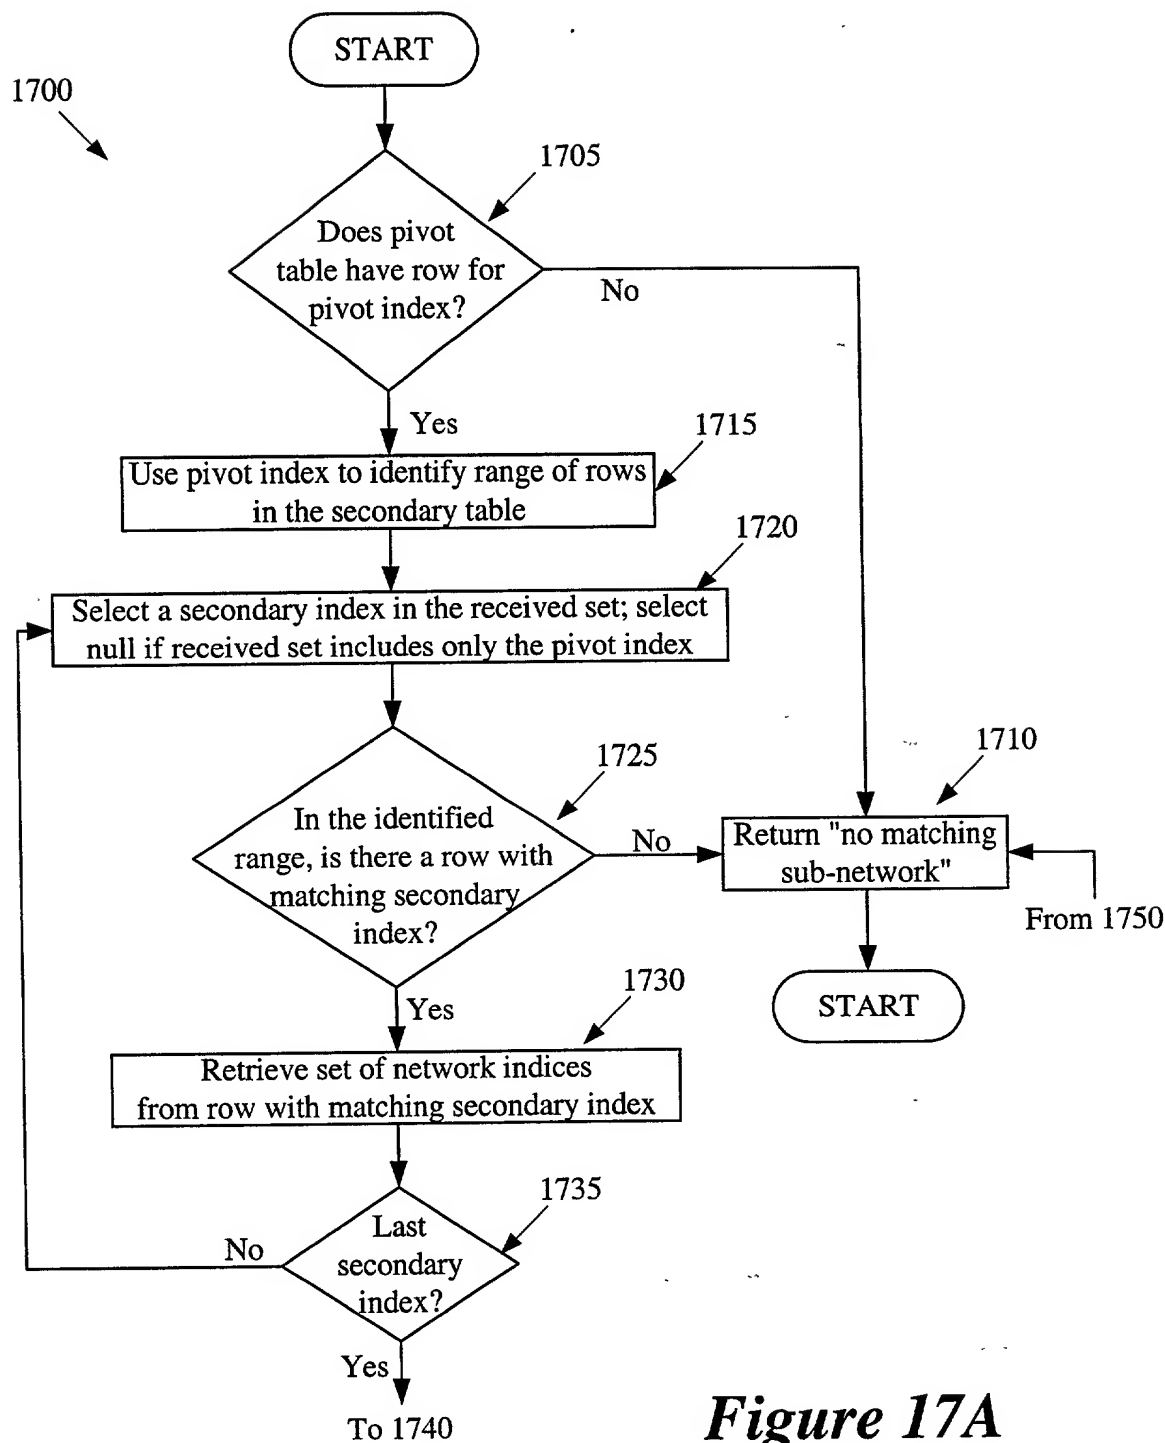 START
1700
1705
Does pivot
table have row for
pivot index?
No
Yes
1715
Use pivot index to identify range of rows
in the secondary table
1720
Select a secondary index in the received set; select
null if received set includes only the pivot index
1725
In the identified
range, is there a row with
matching secondary
index?
No
1710
Return "no matching
sub-network"
From 1750
START
Yes
1730
Retrieve set of network indices
from row with matching secondary index
1735
Last
secondary
index?
No
Yes
To 1740
Figure 17A